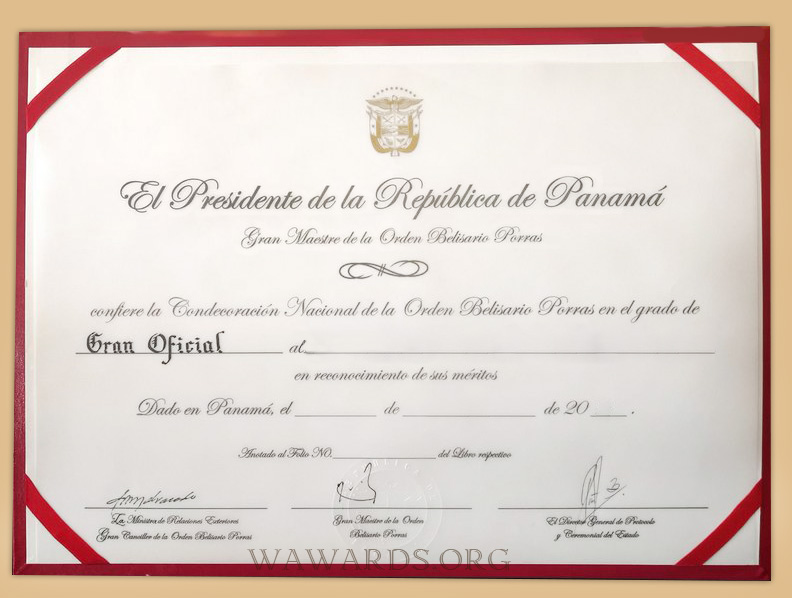 El Presidente de la República de Panamá
Gran Maestre de la Orden Belisario Porras
confiere la Condecoración Nacional de la Orden Belisario Porras en el grado de
Gran Oficial al
en reconocimiento de sus méritos
Dado en Panamá, el de de 20 .
Anotado al Folio NO. del Libro respectivo
La Ministra de Relaciones Exteriores
Gran Canciller de la Orden Belisario Porras
Gran Maestre de la Orden
Belisario Porras
El Director General de Protocolo
y Ceremonial del Estado
WAWARDS.ORG